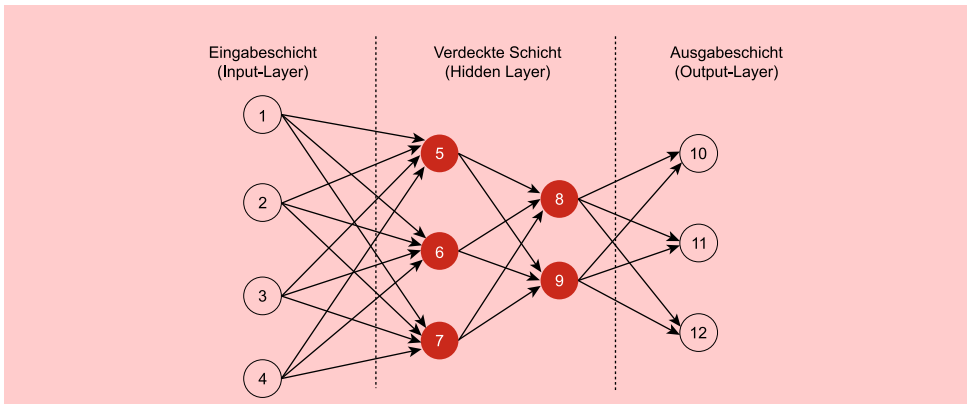 Eingabeschicht
(Input-Layer)
Verdeckte Schicht
(Hidden Layer)
Ausgabeschicht
(Output-Layer)
1
2
3
4
5
6
7
8
9
10
11
12